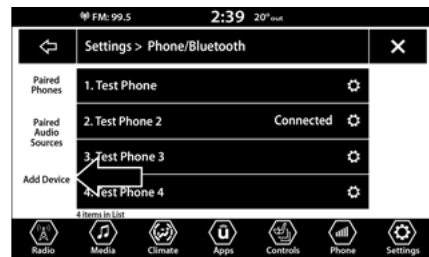 FM: 99.5
2:39
20°out
Settings > Phone/Bluetooth
X
Paired
Phones
1. Test Phone
Paired
Audio
Sources
2. Test Phone 2 Connected
3. Test Phone 3
Add Device
4. Test Phone 4
4 items in List
Radio
Media
Climate
ū
Apps
Controls
Phone
Settings